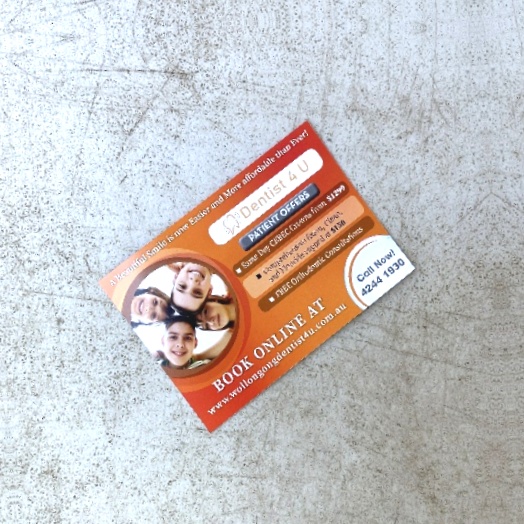 A Beautiful Smile is now Easier and More affordable than Ever!
Dentist 4 U
PATIENT OFFERS
Same Day CEREC Crowns from $1299
FREE Orthodontic Consultations
Call Now!
4244 1930
BOOK ONLINE AT
www.wollongongdentist4u.com.au